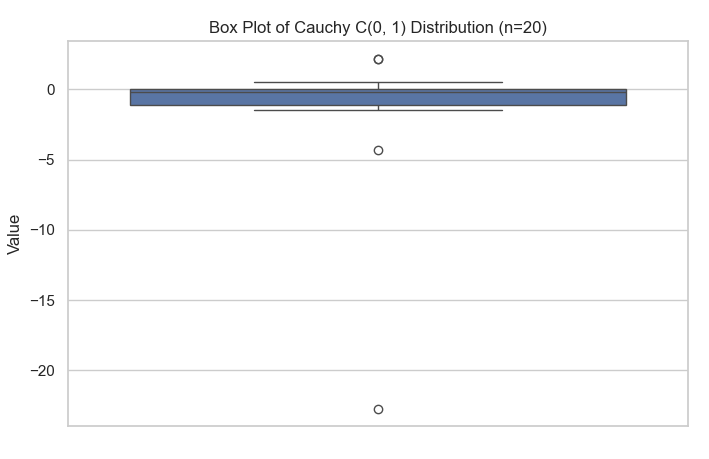 Box Plot of Cauchy C(0, 1) Distribution (n=20)
0
−5
−10
−15
−20
Value